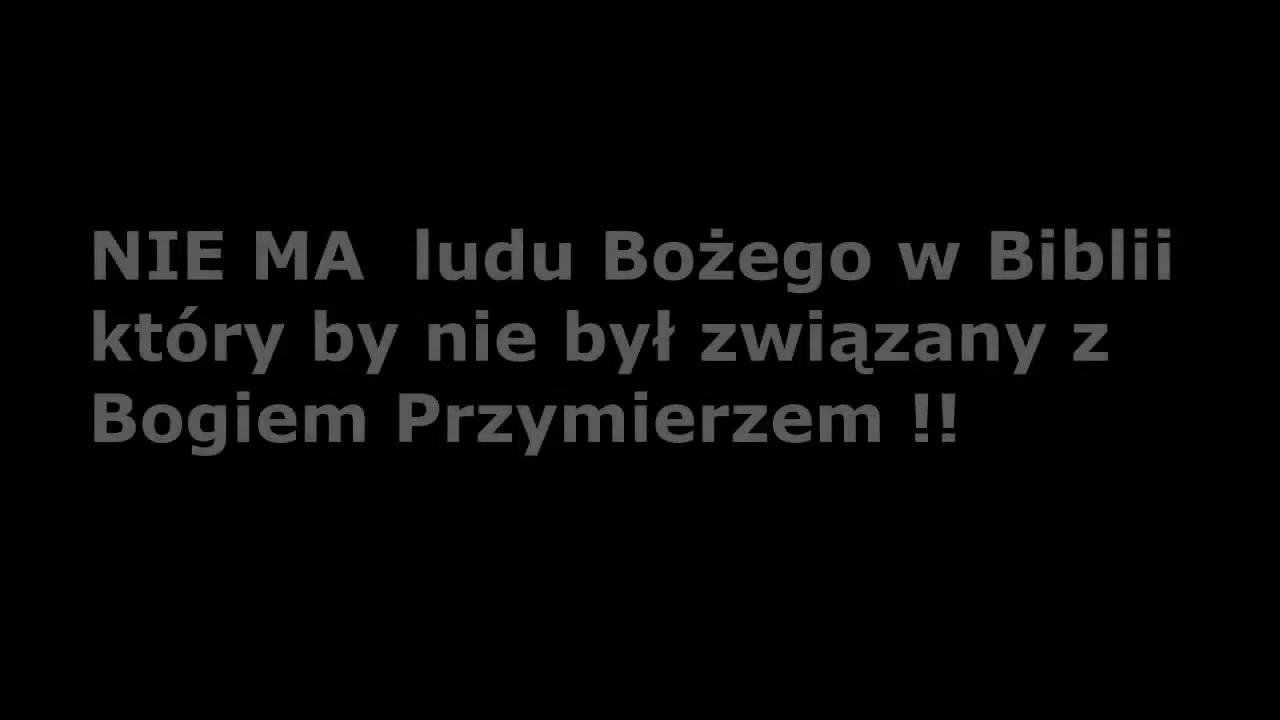 NIE MA  ludu Bożego w Biblii
który by nie był związany z
Bogiem Przymierzem !!